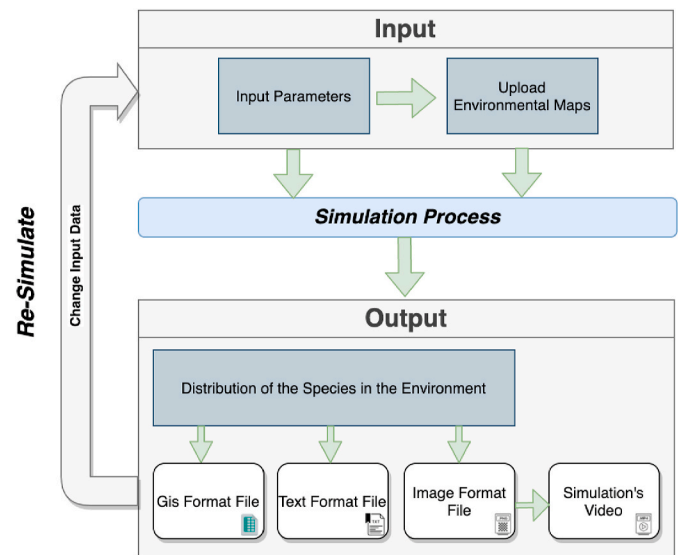 Input
Input Parameters
Upload
Environmental Maps
Simulation Process
Re-Simulate
Change Input Data
Output
Distribution of the Species in the Environment
Gis Format File
Text Format File
TXT
Image Format
File
Simulation's
Video